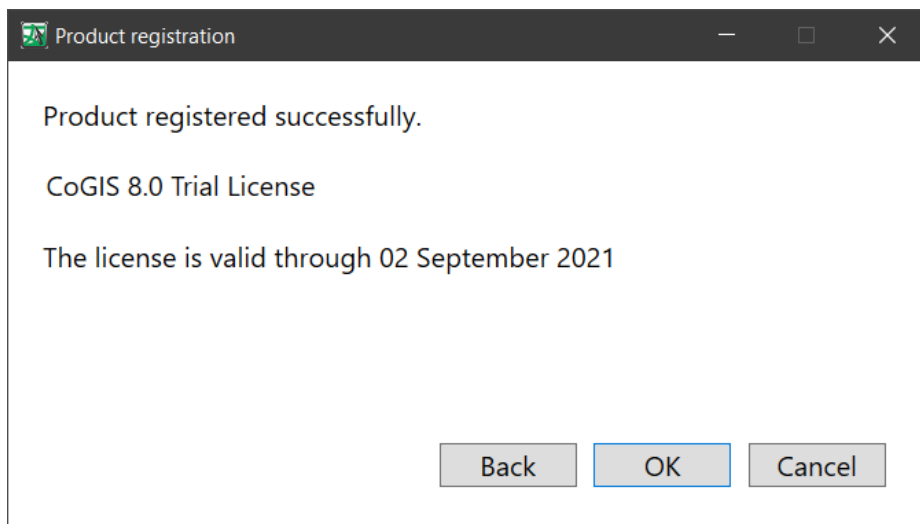 Product registration
Product registered successfully.
CoGIS 8.0 Trial License
The license is valid through 02 September 2021
Back OK Cancel